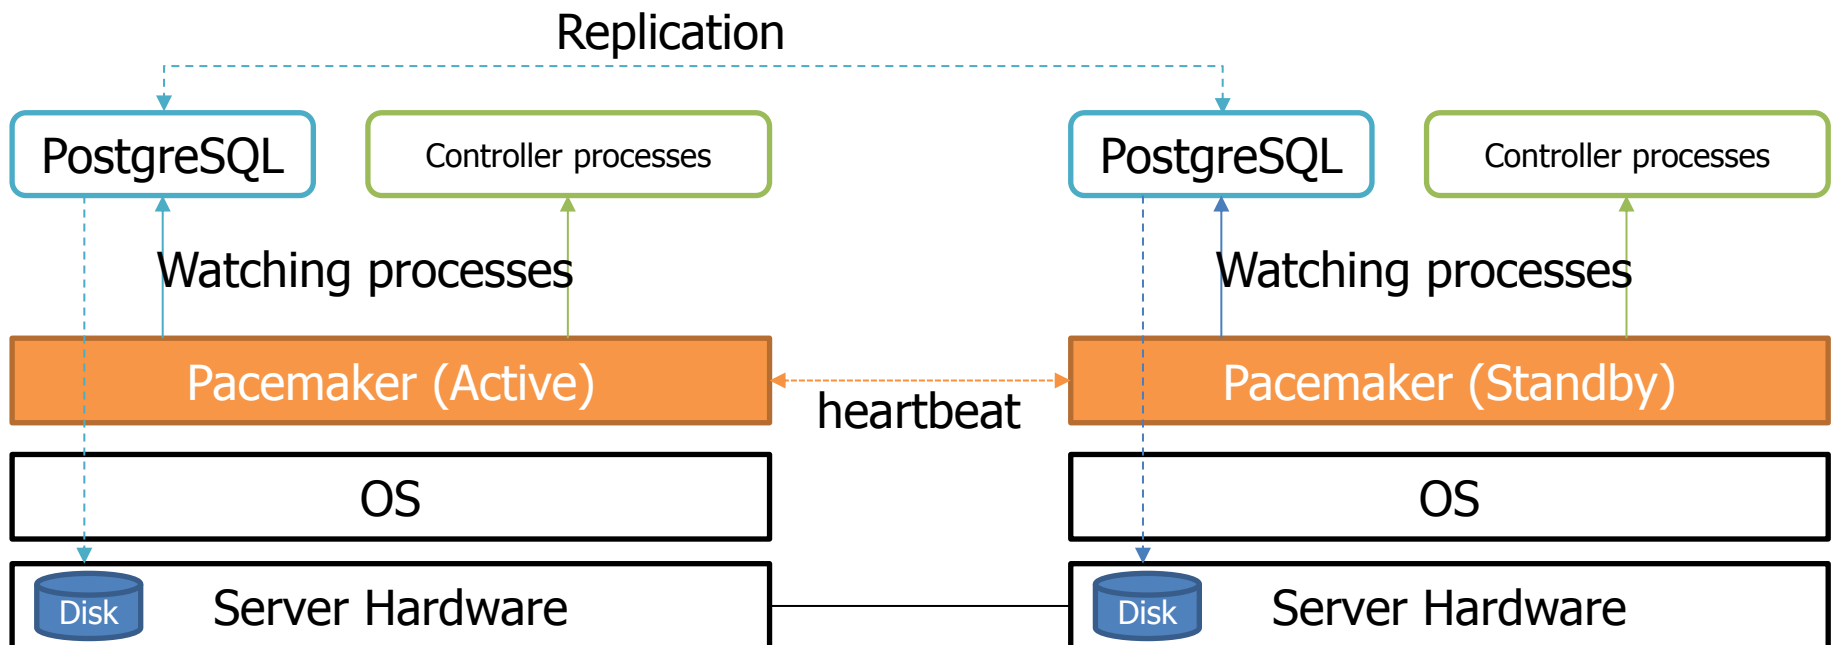 Replication
PostgreSQL
Controller processes
PostgreSQL
Controller processes
Watching processes
Watching processes
Pacemaker (Active)
heartbeat
Pacemaker (Standby)
OS
OS
Disk
Server Hardware
Disk
Server Hardware